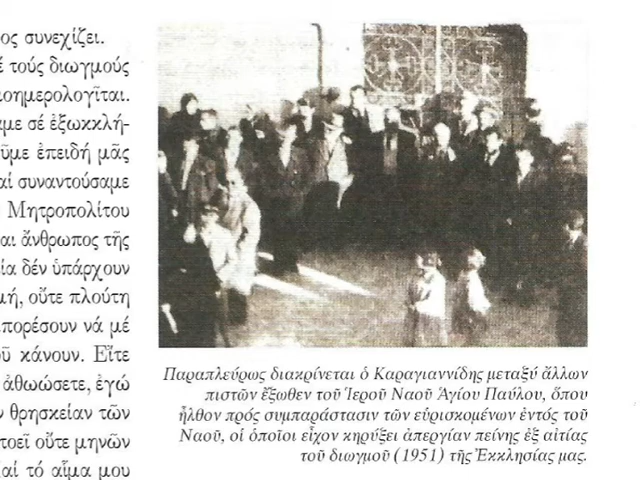 ος συνεχίζει.
τούς διωγμούς
ιοημερολογῖται.
αμε σέ ἐξωκκλή-
ῦμε ἐπειδή μᾶς
αί συναντούσαμε
Μητροπολίτου
αι ἄνθρωπος τῆς
ία δέν ὑπάρχουν
μή, οὔτε πλούτη
πορέσουν νά μέ
ῦ κάνουν. Εἴτε
ἀθωώσετε, ἐγώ
ν θρησκείαν τῶν
τοεῖ οὔτε μηνῶν
αί τό αἷμα μου
Παραπλεύρως διακρίνεται ὁ Καραγιαννίδης μεταξύ ἄλλων
πιστῶν ἔξωθεν τοῦ Ἱεροῦ Ναοῦ Ἁγίου Παύλου, ὅπου
ἦλθον πρός συμπαράστασιν τῶν εὑρισκομένων ἐντός τοῦ
Ναοῦ, οἱ ὁποῖοι εἶχον κηρύξει ἀπεργίαν πείνης ἐξ αἰτίας
τοῦ διωγμοῦ (1951) τῆς Ἐκκλησίας μας.